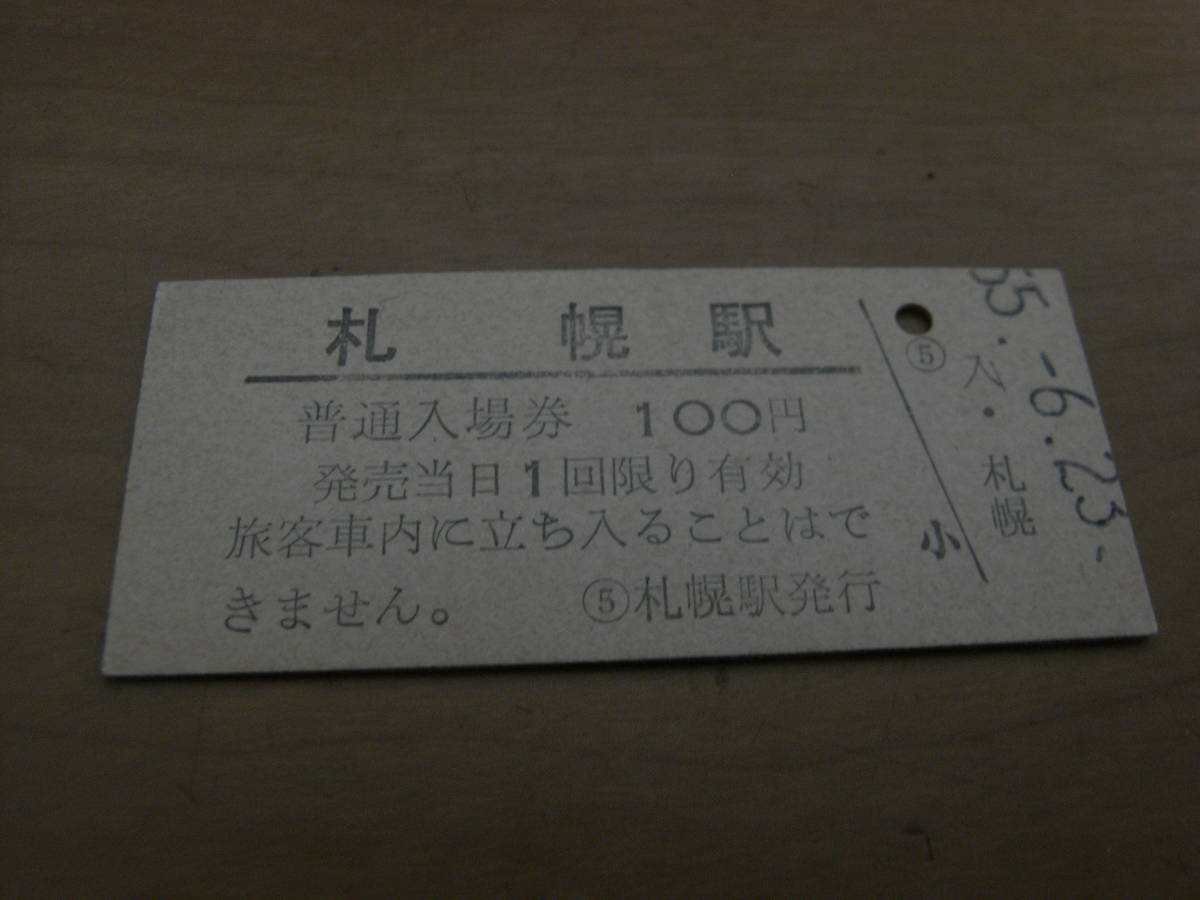 札幌駅
普通入場券 100円
発売当日1回限り有効
旅客車内に立ち入ることはで
きません。 ⑤札幌駅発行
小
⑤
入・札幌
55.-6.23